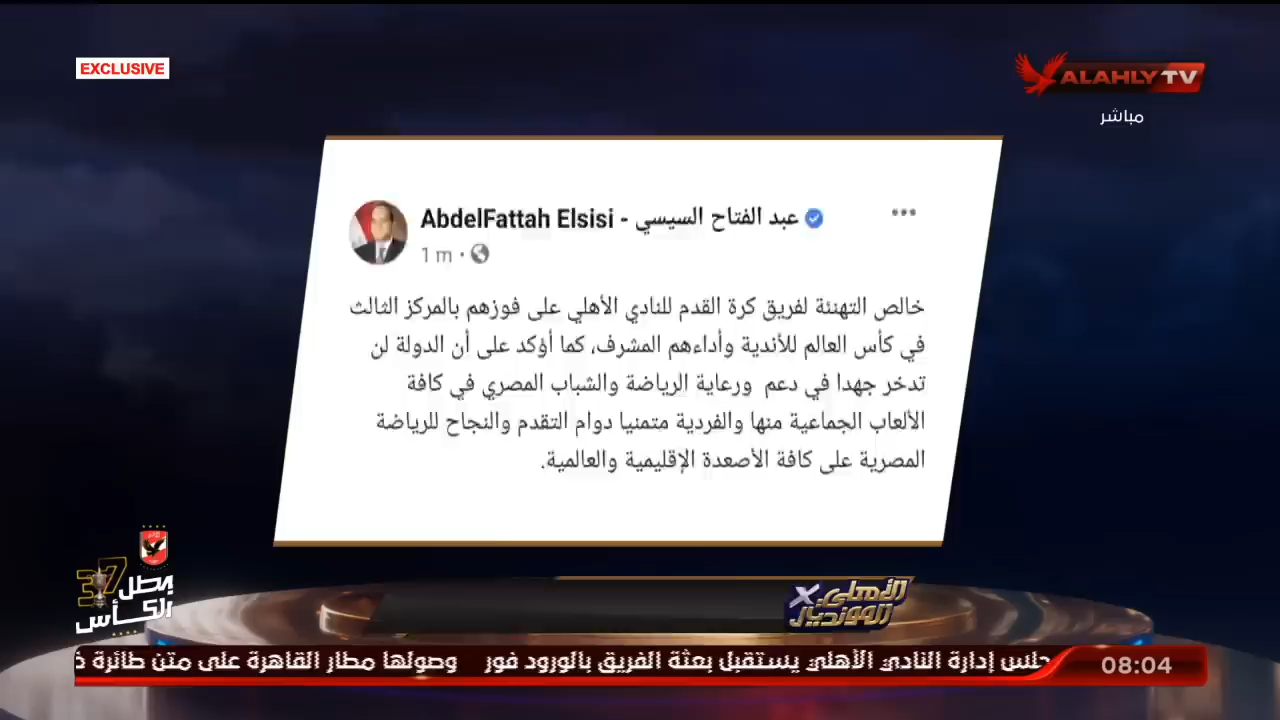 EXCLUSIVE
ALAHLY TV
مباشر
AbdelFattah Elsisi - عبد الفتاح السيسي
1 m
خالص التهنئة لفريق كرة القدم للنادي الأهلي على فوزهم بالمركز الثالث
في كأس العالم للأندية وأداءهم المشرف، كما أؤكد على أن الدولة لن
تدخر جهدا في دعم ورعاية الرياضة والشباب المصري في كافة
الألعاب الجماعية منها والفردية متمنيا دوام التقدم والنجاح للرياضة
المصرية على كافة الأصعدة الإقليمية والعالمية.
بطل 37
الكأس
الأهلى X
المونديال
جلس إدارة النادي الأهلي يستقبل بعثة الفريق بالورود فور وصولها مطار القاهرة على متن طائرة خ
08:04